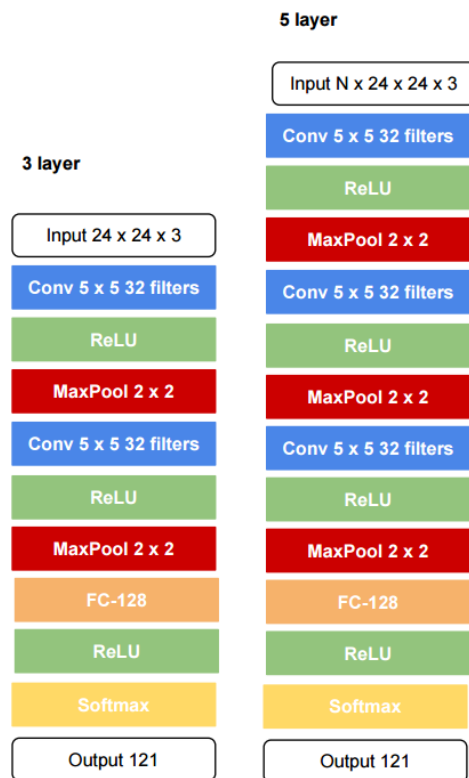 3 layer
Input 24 x 24 x 3
Conv 5 x 5 32 filters
ReLU
MaxPool 2 x 2
Conv 5 x 5 32 filters
ReLU
MaxPool 2 x 2
FC-128
ReLU
Softmax
Output 121
5 layer
Input N x 24 x 24 x 3
Conv 5 x 5 32 filters
ReLU
MaxPool 2 x 2
Conv 5 x 5 32 filters
ReLU
MaxPool 2 x 2
Conv 5 x 5 32 filters
ReLU
MaxPool 2 x 2
FC-128
ReLU
Softmax
Output 121